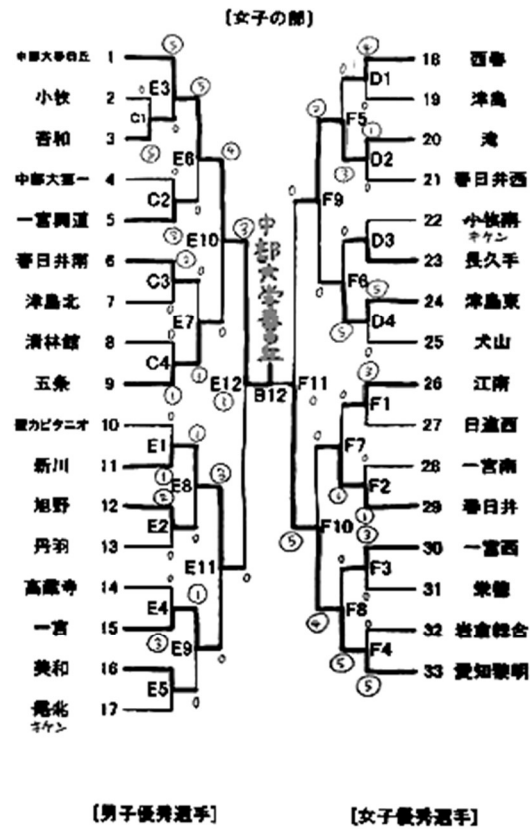 〔女子の部〕
中部大春日丘 1
小牧 2
吾和 3
中部大第一 4
一宮興道 5
春日井南 6
津島北 7
清林館 8
五条 9
聖カピタニオ 10
新川 11
旭野 12
丹羽 13
高蔵寺 14
一宮 15
美和 16
尾北 17
キケン
E3
C1
E6
C2
E10
C3
E7
C4
E12
E1
E8
E2
E11
E4
E9
E5
B12
中部大学春日丘
18 西春
19 津島
20 滝
21 春日井西
22 小牧南
キケン
23 長久手
24 津島東
25 犬山
26 江南
27 日進西
28 一宮南
29 春日井
30 一宮西
31 栄徳
32 岩倉総合
33 愛知黎明
D1
F5
D2
F9
D3
F6
D4
F11
F1
F7
F2
F10
F3
F8
F4
［男子優秀選手］
［女子優秀選手］